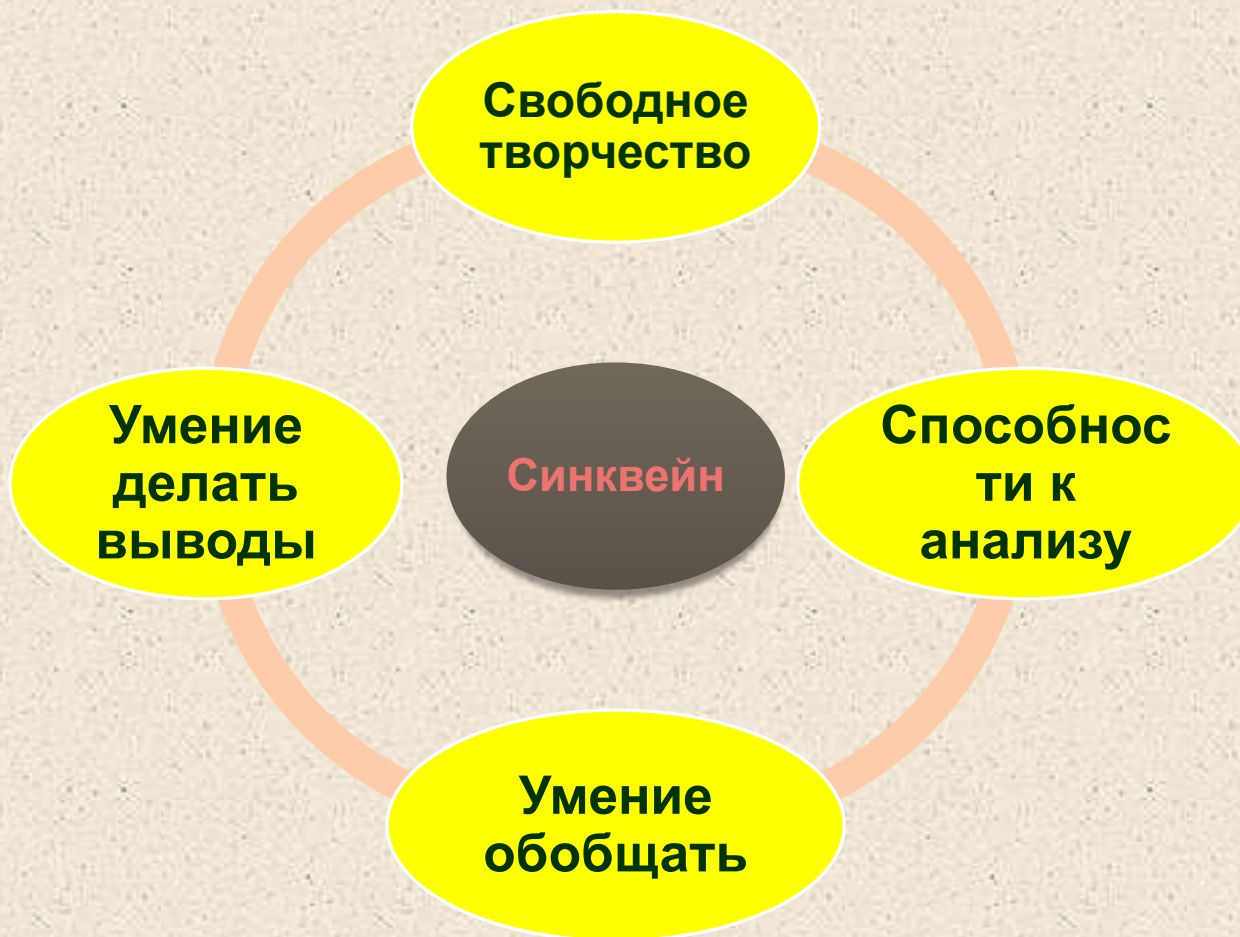 Свободное
творчество
Умение
делать
выводы
Синквейн
Способнос
ти к
анализу
Умение
обобщать